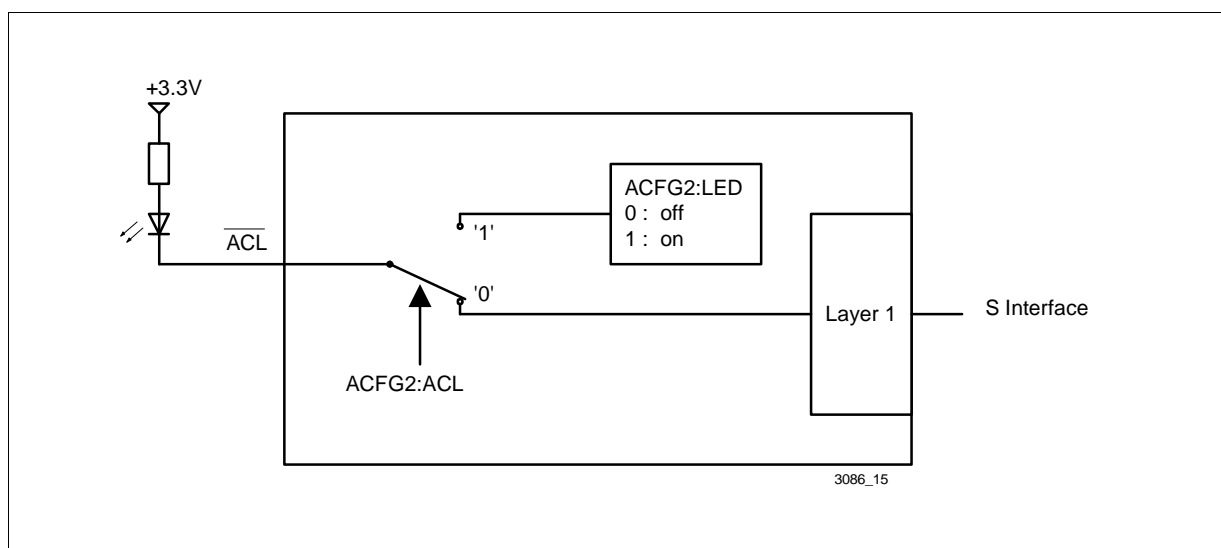 +3.3V
ACFG2:LED
0 : off
1 : on
'1'
ACL
'0'
Layer 1
S Interface
ACFG2:ACL
3086_15